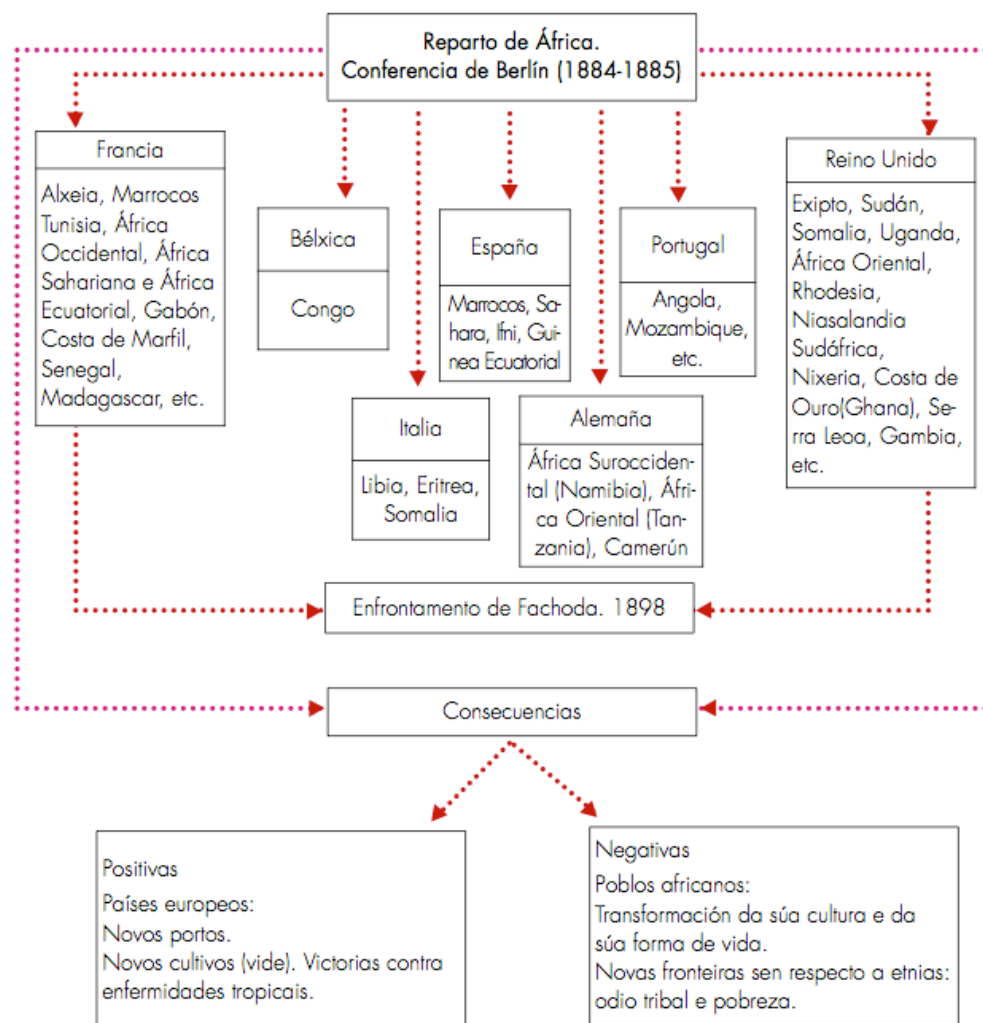 Reparto de África.
Conferencia de Berlín (1884-1885)
Francia
Alxeia, Marrocos
Tunisia, África
Occidental, África
Sahariana e África
Ecuatorial, Gabón,
Costa de Marfil,
Senegal,
Madagascar, etc.
Bélxica
Congo
España
Marrocos, Sa-
hara, Ifni, Gui-
nea Ecuatorial
Portugal
Angola,
Mozambique,
etc.
Reino Unido
Exipto, Sudán,
Somalia, Uganda,
África Oriental,
Rhodesia,
Niasalandia
Sudáfrica,
Nixeria, Costa de
Ouro(Ghana), Se-
rra Leoa, Gambia,
etc.
Italia
Libia, Eritrea,
Somalia
Alemaña
África Surocciden-
tal (Namibia), Áfri-
ca Oriental (Tan-
zania), Camerún
Enfrontamento de Fachoda. 1898
Consecuencias
Positivas
Países europeos:
Novos portos.
Novos cultivos (vide). Victorias contra
enfermidades tropicais.
Negativas
Poblos africanos:
Transformación da súa cultura e da
súa forma de vida.
Novas fronteiras sen respecto a etnias:
odio tribal e pobreza.